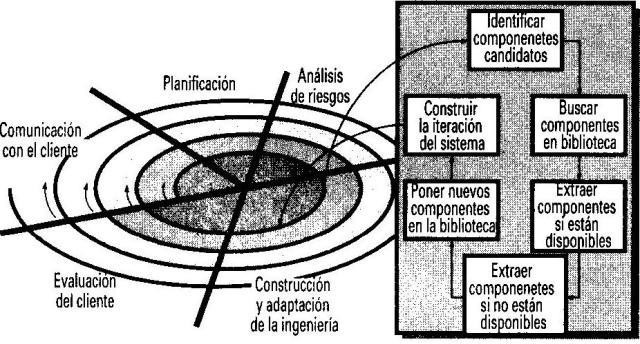 Planificación
Análisis
de riesgos
Comunicación
con el cliente
Evaluación
del cliente
Construcción
y adaptación
de la ingeniería
Identificar
componenetes
candidatos
Buscar
componentes
en biblioteca
Extraer
componentes
si están
disponibles
Extraer
componenetes
si no están
disponibles
Poner nuevos
componentes
en la biblioteca
Construir
la iteración
del sistema